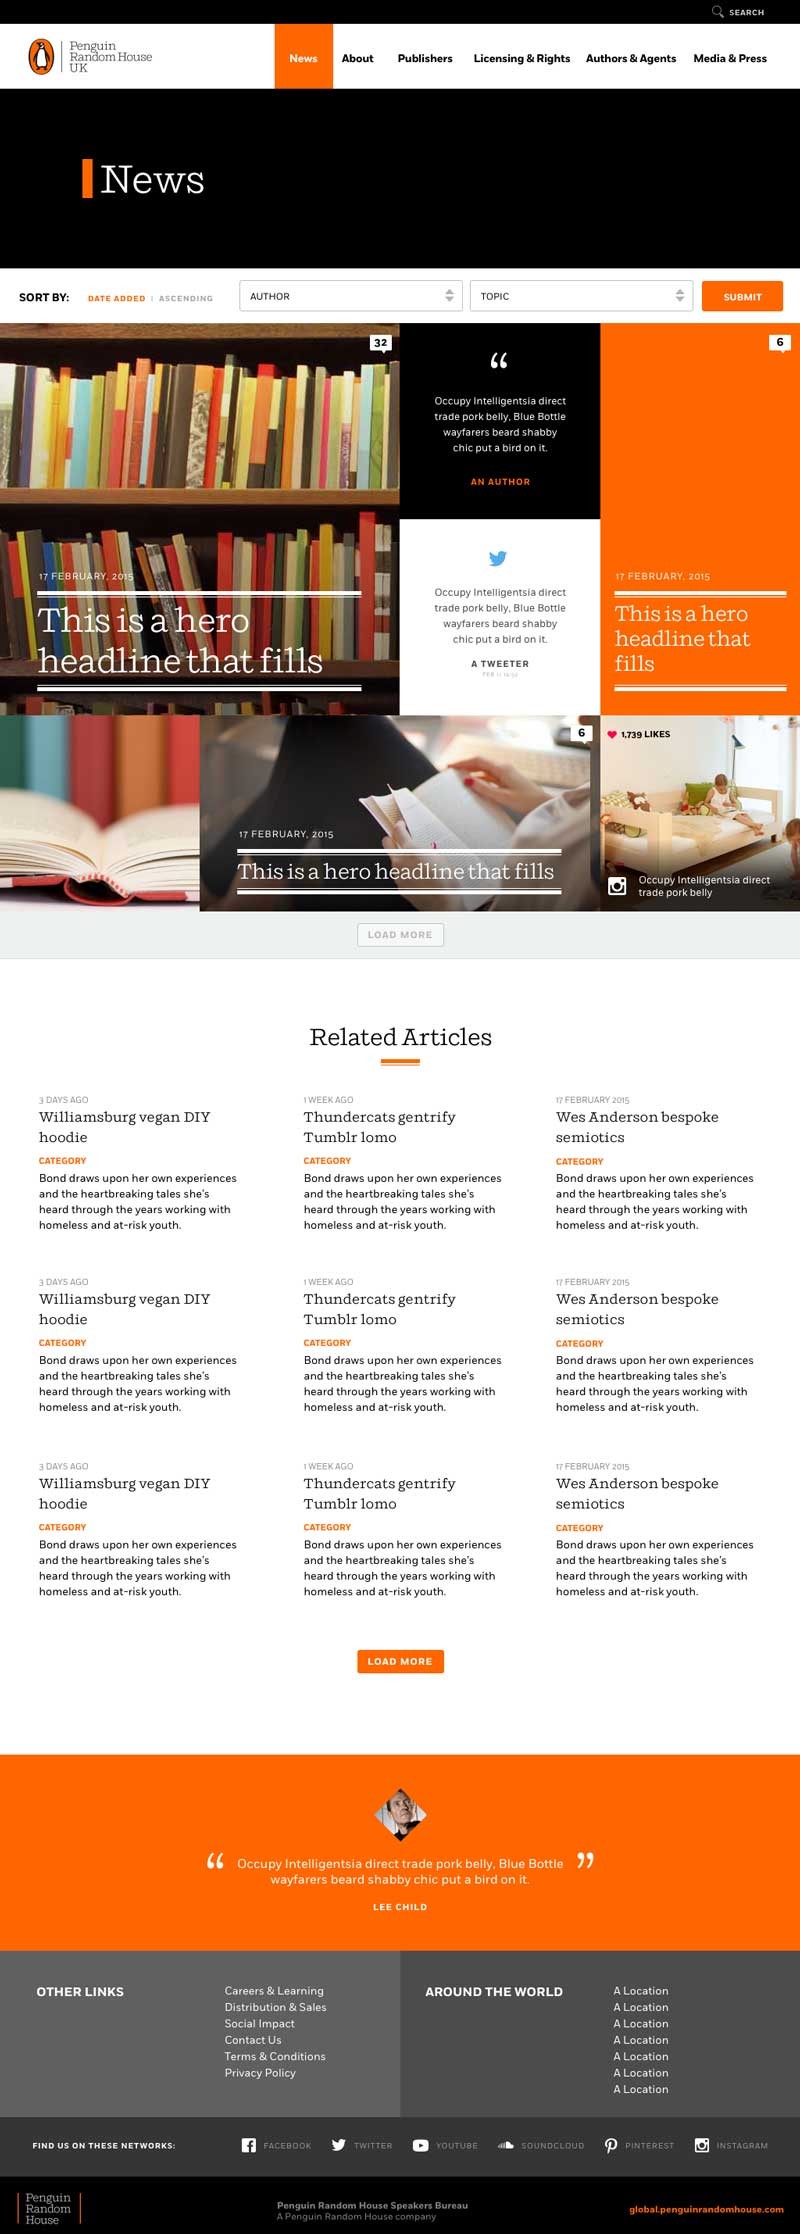 SEARCH
Penguin
Random House
UK
News
About
Publishers
Licensing & Rights
Authors & Agents
Media & Press
News
SORT BY:
DATE ADDED | ASCENDING
AUTHOR
TOPIC
SUBMIT
32
17 FEBRUARY, 2015
This is a hero
headline that fills
“
Occupy Intelligentsia direct
trade pork belly, Blue Bottle
wayfarers beard shabby
chic put a bird on it.
AN AUTHOR
Occupy Intelligentsia direct
trade pork belly, Blue Bottle
wayfarers beard shabby
chic put a bird on it.
A TWEETER
6
17 FEBRUARY, 2015
This is a hero
headline that
fills
6
17 FEBRUARY, 2015
This is a hero headline that fills
1,739 LIKES
Occupy Intelligentsia direct
trade pork belly
LOAD MORE
Related Articles
3 DAYS AGO
Williamsburg vegan DIY
hoodie
CATEGORY
Bond draws upon her own experiences
and the heartbreaking tales she's
heard through the years working with
homeless and at-risk youth.
1 WEEK AGO
Thundercats gentrify
Tumblr lomo
CATEGORY
Bond draws upon her own experiences
and the heartbreaking tales she's
heard through the years working with
homeless and at-risk youth.
17 FEBRUARY 2015
Wes Anderson bespoke
semiotics
CATEGORY
Bond draws upon her own experiences
and the heartbreaking tales she's
heard through the years working with
homeless and at-risk youth.
3 DAYS AGO
Williamsburg vegan DIY
hoodie
CATEGORY
Bond draws upon her own experiences
and the heartbreaking tales she's
heard through the years working with
homeless and at-risk youth.
1 WEEK AGO
Thundercats gentrify
Tumblr lomo
CATEGORY
Bond draws upon her own experiences
and the heartbreaking tales she's
heard through the years working with
homeless and at-risk youth.
17 FEBRUARY 2015
Wes Anderson bespoke
semiotics
CATEGORY
Bond draws upon her own experiences
and the heartbreaking tales she's
heard through the years working with
homeless and at-risk youth.
3 DAYS AGO
Williamsburg vegan DIY
hoodie
CATEGORY
Bond draws upon her own experiences
and the heartbreaking tales she's
heard through the years working with
homeless and at-risk youth.
1 WEEK AGO
Thundercats gentrify
Tumblr lomo
CATEGORY
Bond draws upon her own experiences
and the heartbreaking tales she's
heard through the years working with
homeless and at-risk youth.
17 FEBRUARY 2015
Wes Anderson bespoke
semiotics
CATEGORY
Bond draws upon her own experiences
and the heartbreaking tales she's
heard through the years working with
homeless and at-risk youth.
LOAD MORE
“ Occupy Intelligentsia direct trade pork belly, Blue Bottle ”
wayfarers beard shabby chic put a bird on it.
LEE CHILD
OTHER LINKS
Careers & Learning
Distribution & Sales
Social Impact
Contact Us
Terms & Conditions
Privacy Policy
AROUND THE WORLD
A Location
A Location
A Location
A Location
A Location
A Location
A Location
FIND US ON THESE NETWORKS:
FACEBOOK
TWITTER
YOUTUBE
SOUNDCLOUD
PINTEREST
INSTAGRAM
Penguin
Random
House
Penguin Random House Speakers Bureau
A Penguin Random House company
global.penguinrandomhouse.com